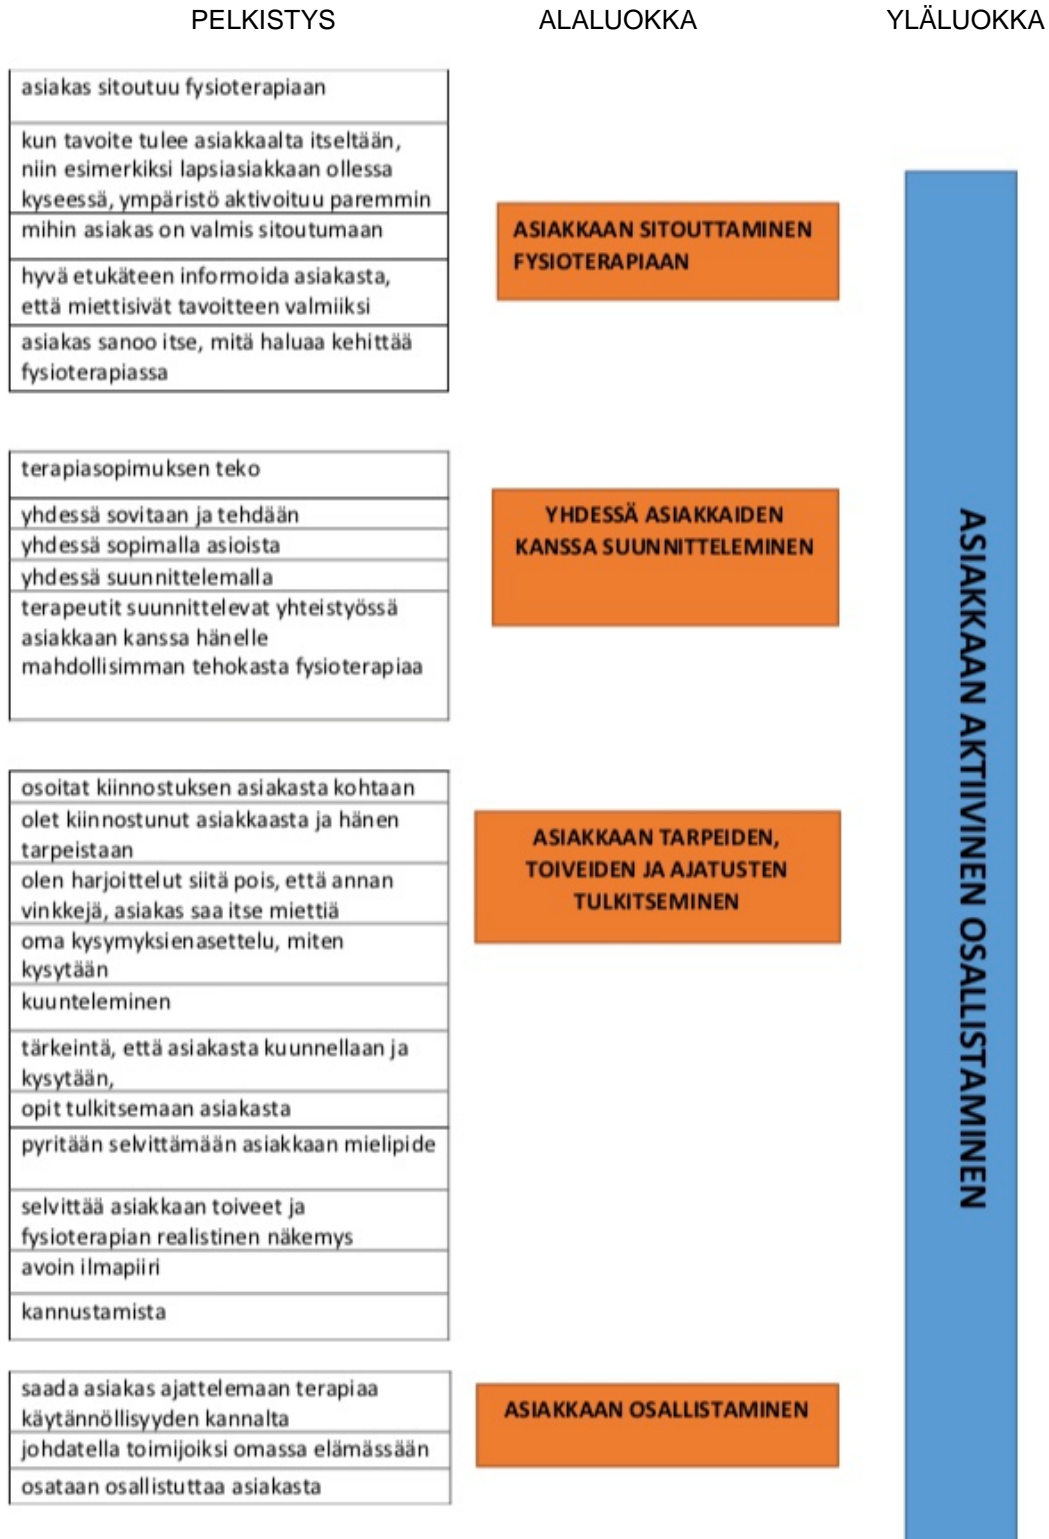 PELKISTYS ALALUOKKA YLÄLUOKKA
asiakas sitoutuu fysioterapiaan
kun tavoite tulee asiakkaalta itseltään,
niin esimerkiksi lapsiasiakkaan ollessa
kyseessä, ympäristö aktivoituu paremmin
mihin asiakas on valmis sitoutumaan
hyvä etukäteen informoida asiakasta,
että miettisivät tavoitteen valmiiksi
asiakas sanoo itse, mitä haluaa kehittää
fysioterapiassa
ASIAKKAAN SITOUTTAMINEN
FYSIOTERAPIAAN
terapiasopimuksen teko
yhdessä sovitaan ja tehdään
yhdessä sopimalla asioista
yhdessä suunnittelemalla
terapeutit suunnittelevat yhteistyössä
asiakkaan kanssa hänelle
mahdollisimman tehokasta fysioterapiaa
YHDESSÄ ASIAKKAIDEN
KANSSA SUUNNITTELEMINEN
osoitat kiinnostuksen asiakasta kohtaan
olet kiinnostunut asiakkaasta ja hänen
tarpeistaan
olen harjoittelut siitä pois, että annan
vinkkejä, asiakas saa itse miettiä
oma kysymyksienasettelu, miten
kysytään
kuunteleminen
tärkeintä, että asiakasta kuunnellaan ja
kysytään,
opit tulkitsemaan asiakasta
pyritään selvittämään asiakkaan mielipide
selvittää asiakkaan toiveet ja
fysioterapian realistinen näkemys
avoin ilmapiiri
kannustamista
ASIAKKAAN TARPEIDEN,
TOIVEIDEN JA AJATUSTEN
TULKITSEMINEN
saada asiakas ajattelemaan terapiaa
käytännöllisyyden kannalta
johdatella toimijoiksi omassa elämässään
osataan osallistuttaa asiakasta
ASIAKKAAN OSALLISTAMINEN
ASIAKKAAN AKTIIVINEN OSALLISTAMINEN